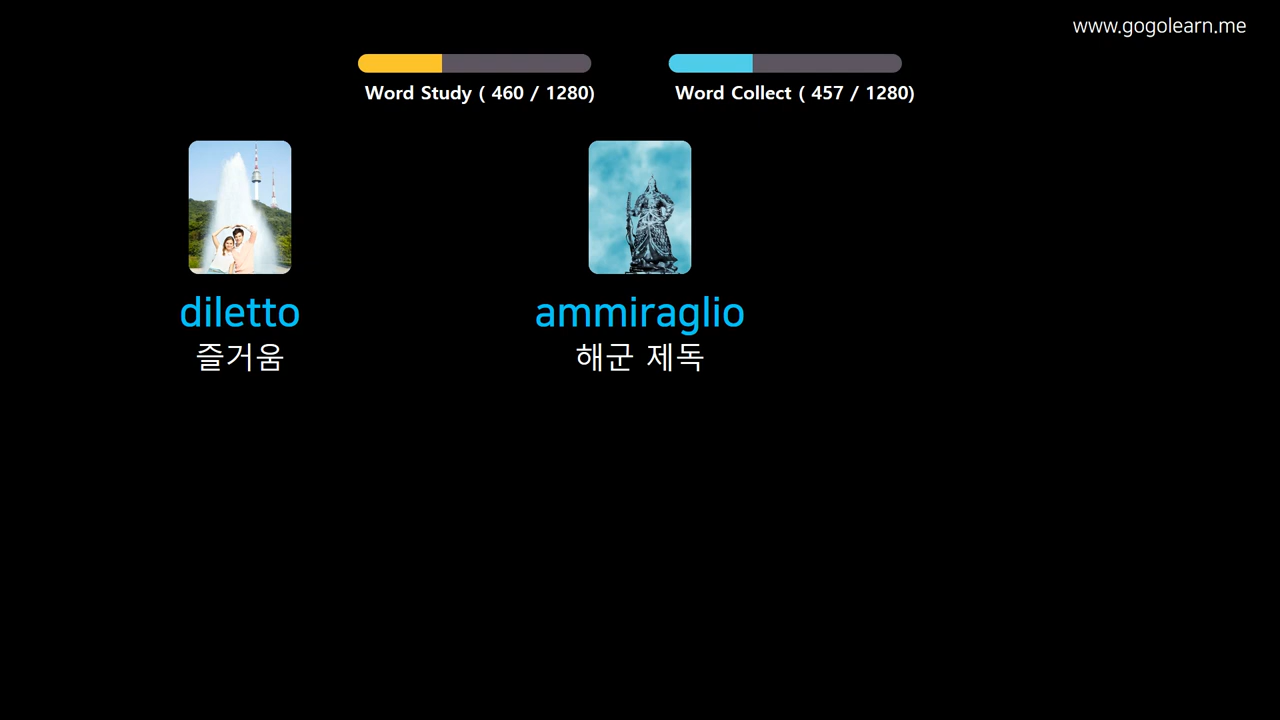 www.gogolearn.me
Word Study ( 460 / 1280)
Word Collect ( 457 / 1280)
diletto
즐거움
ammiraglio
해군 제독